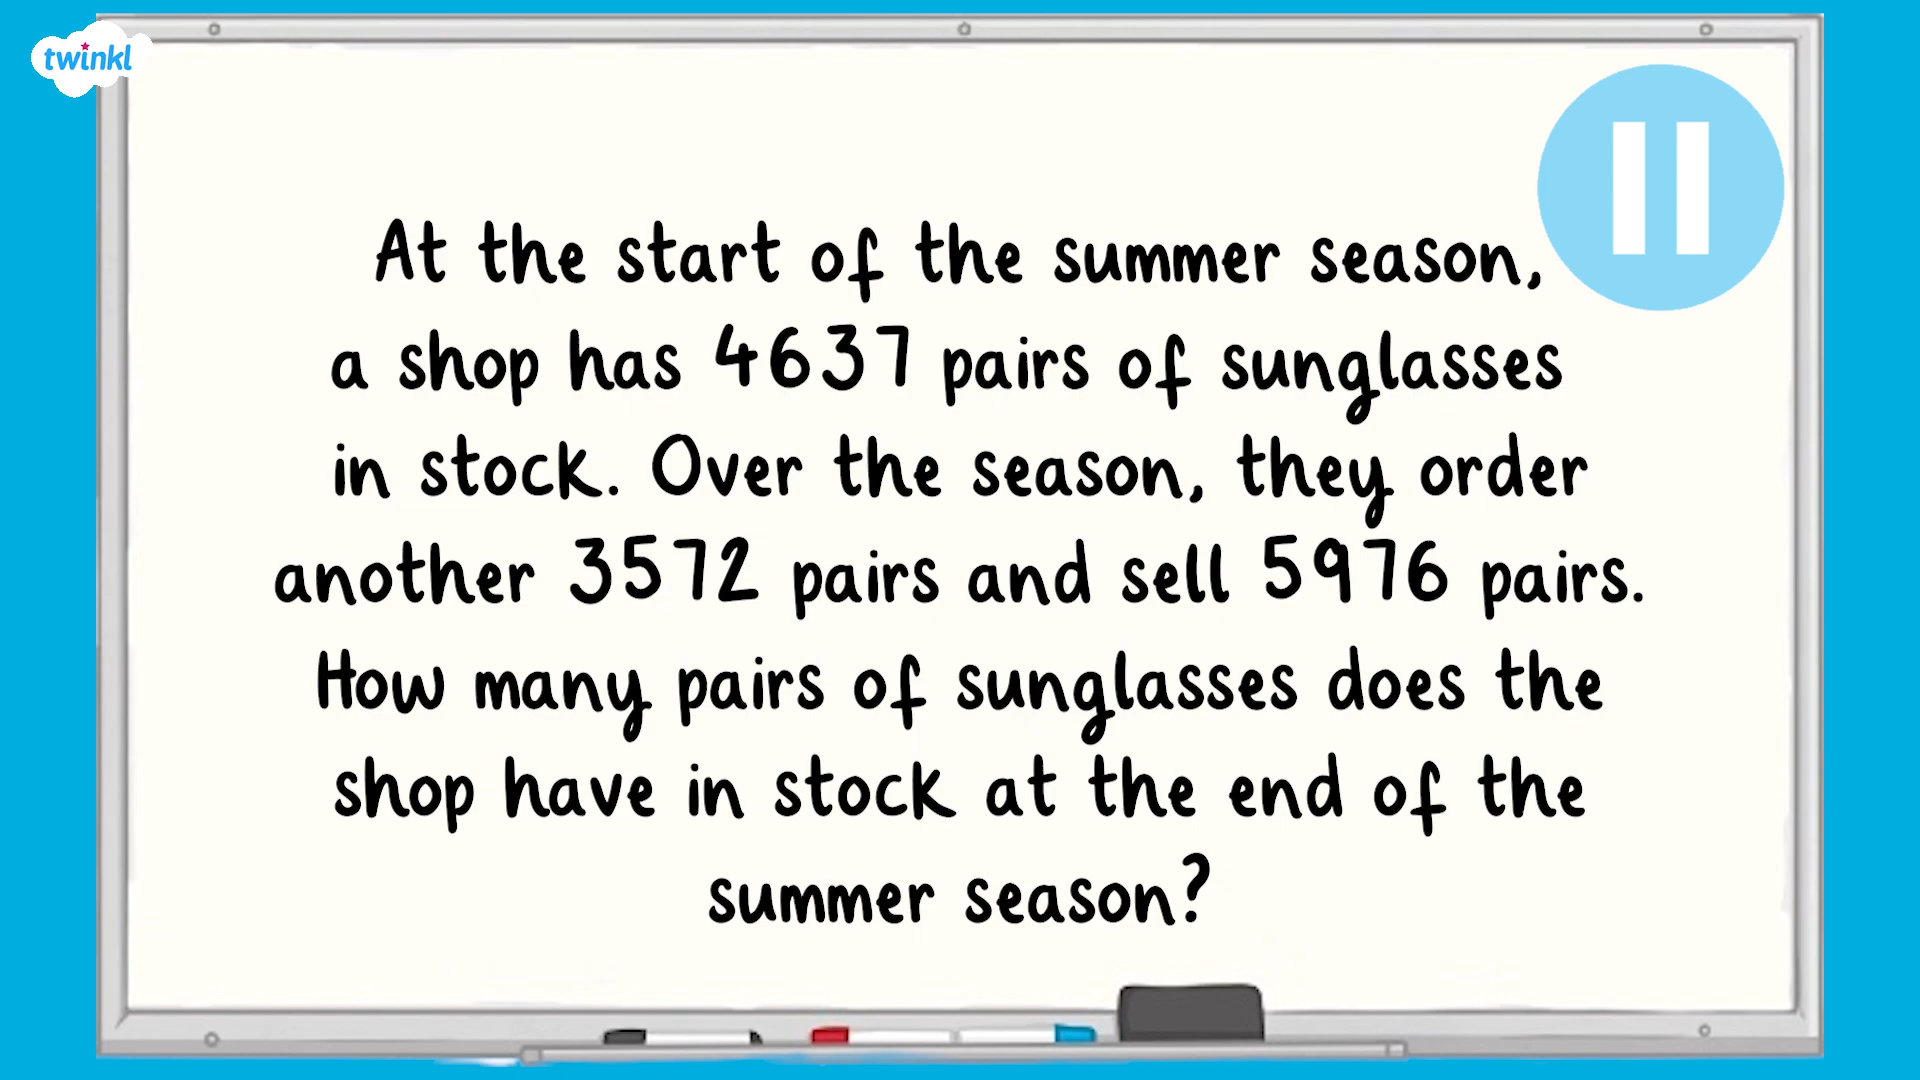 twinkl
At the start of the summer season,
a shop has 4637 pairs of sunglasses
in stock. Over the season, they order
another 3572 pairs and sell 5976 pairs.
How many pairs of sunglasses does the
shop have in stock at the end of the
summer season?